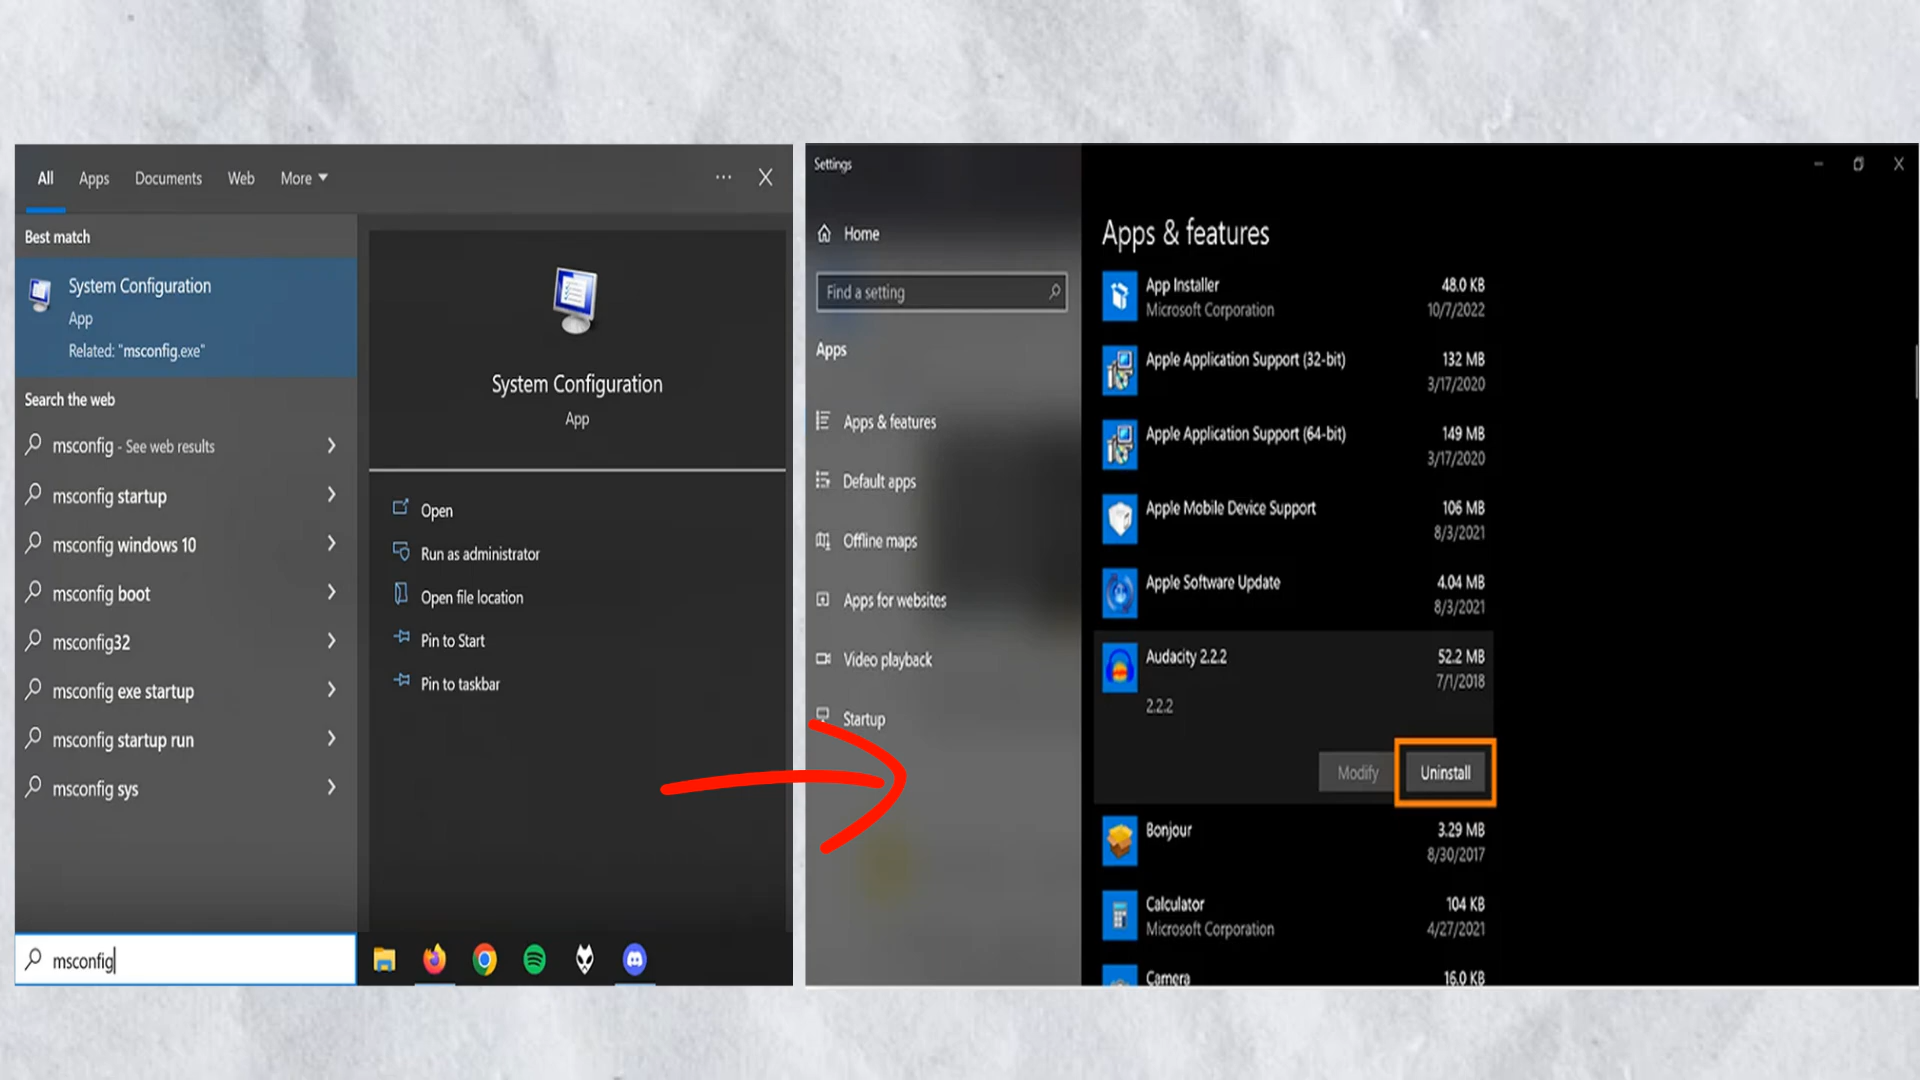 All Apps Documents Web More
Best match
System Configuration
App
Related: "msconfig.exe"
Search the web
msconfig - See web results
msconfig startup
msconfig windows 10
msconfig boot
msconfig32
msconfig exe startup
msconfig startup run
msconfig sys
msconfig
System Configuration
App
Open
Run as administrator
Open file location
Pin to Start
Pin to taskbar
Settings
Home
Find a setting
Apps
Apps & features
Default apps
Offline maps
Apps for websites
Video playback
Startup
Apps & features
App Installer 48.0 KB
Microsoft Corporation 10/7/2022
Apple Application Support (32-bit) 132 MB
3/17/2020
Apple Application Support (64-bit) 149 MB
3/17/2020
Apple Mobile Device Support 106 MB
8/3/2021
Apple Software Update 4.04 MB
8/3/2021
Audacity 2.2.2 52.2 MB
7/1/2018
2.2.2
Modify Uninstall
Bonjour 3.29 MB
8/30/2017
Calculator 104 KB
Microsoft Corporation 4/27/2021
Camera 16.0 KB